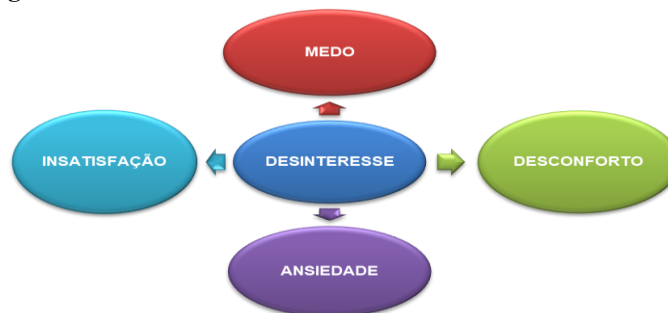 MEDO
INSATISFAÇÃO
DESINTERESSE
DESCONFORTO
ANSIEDADE